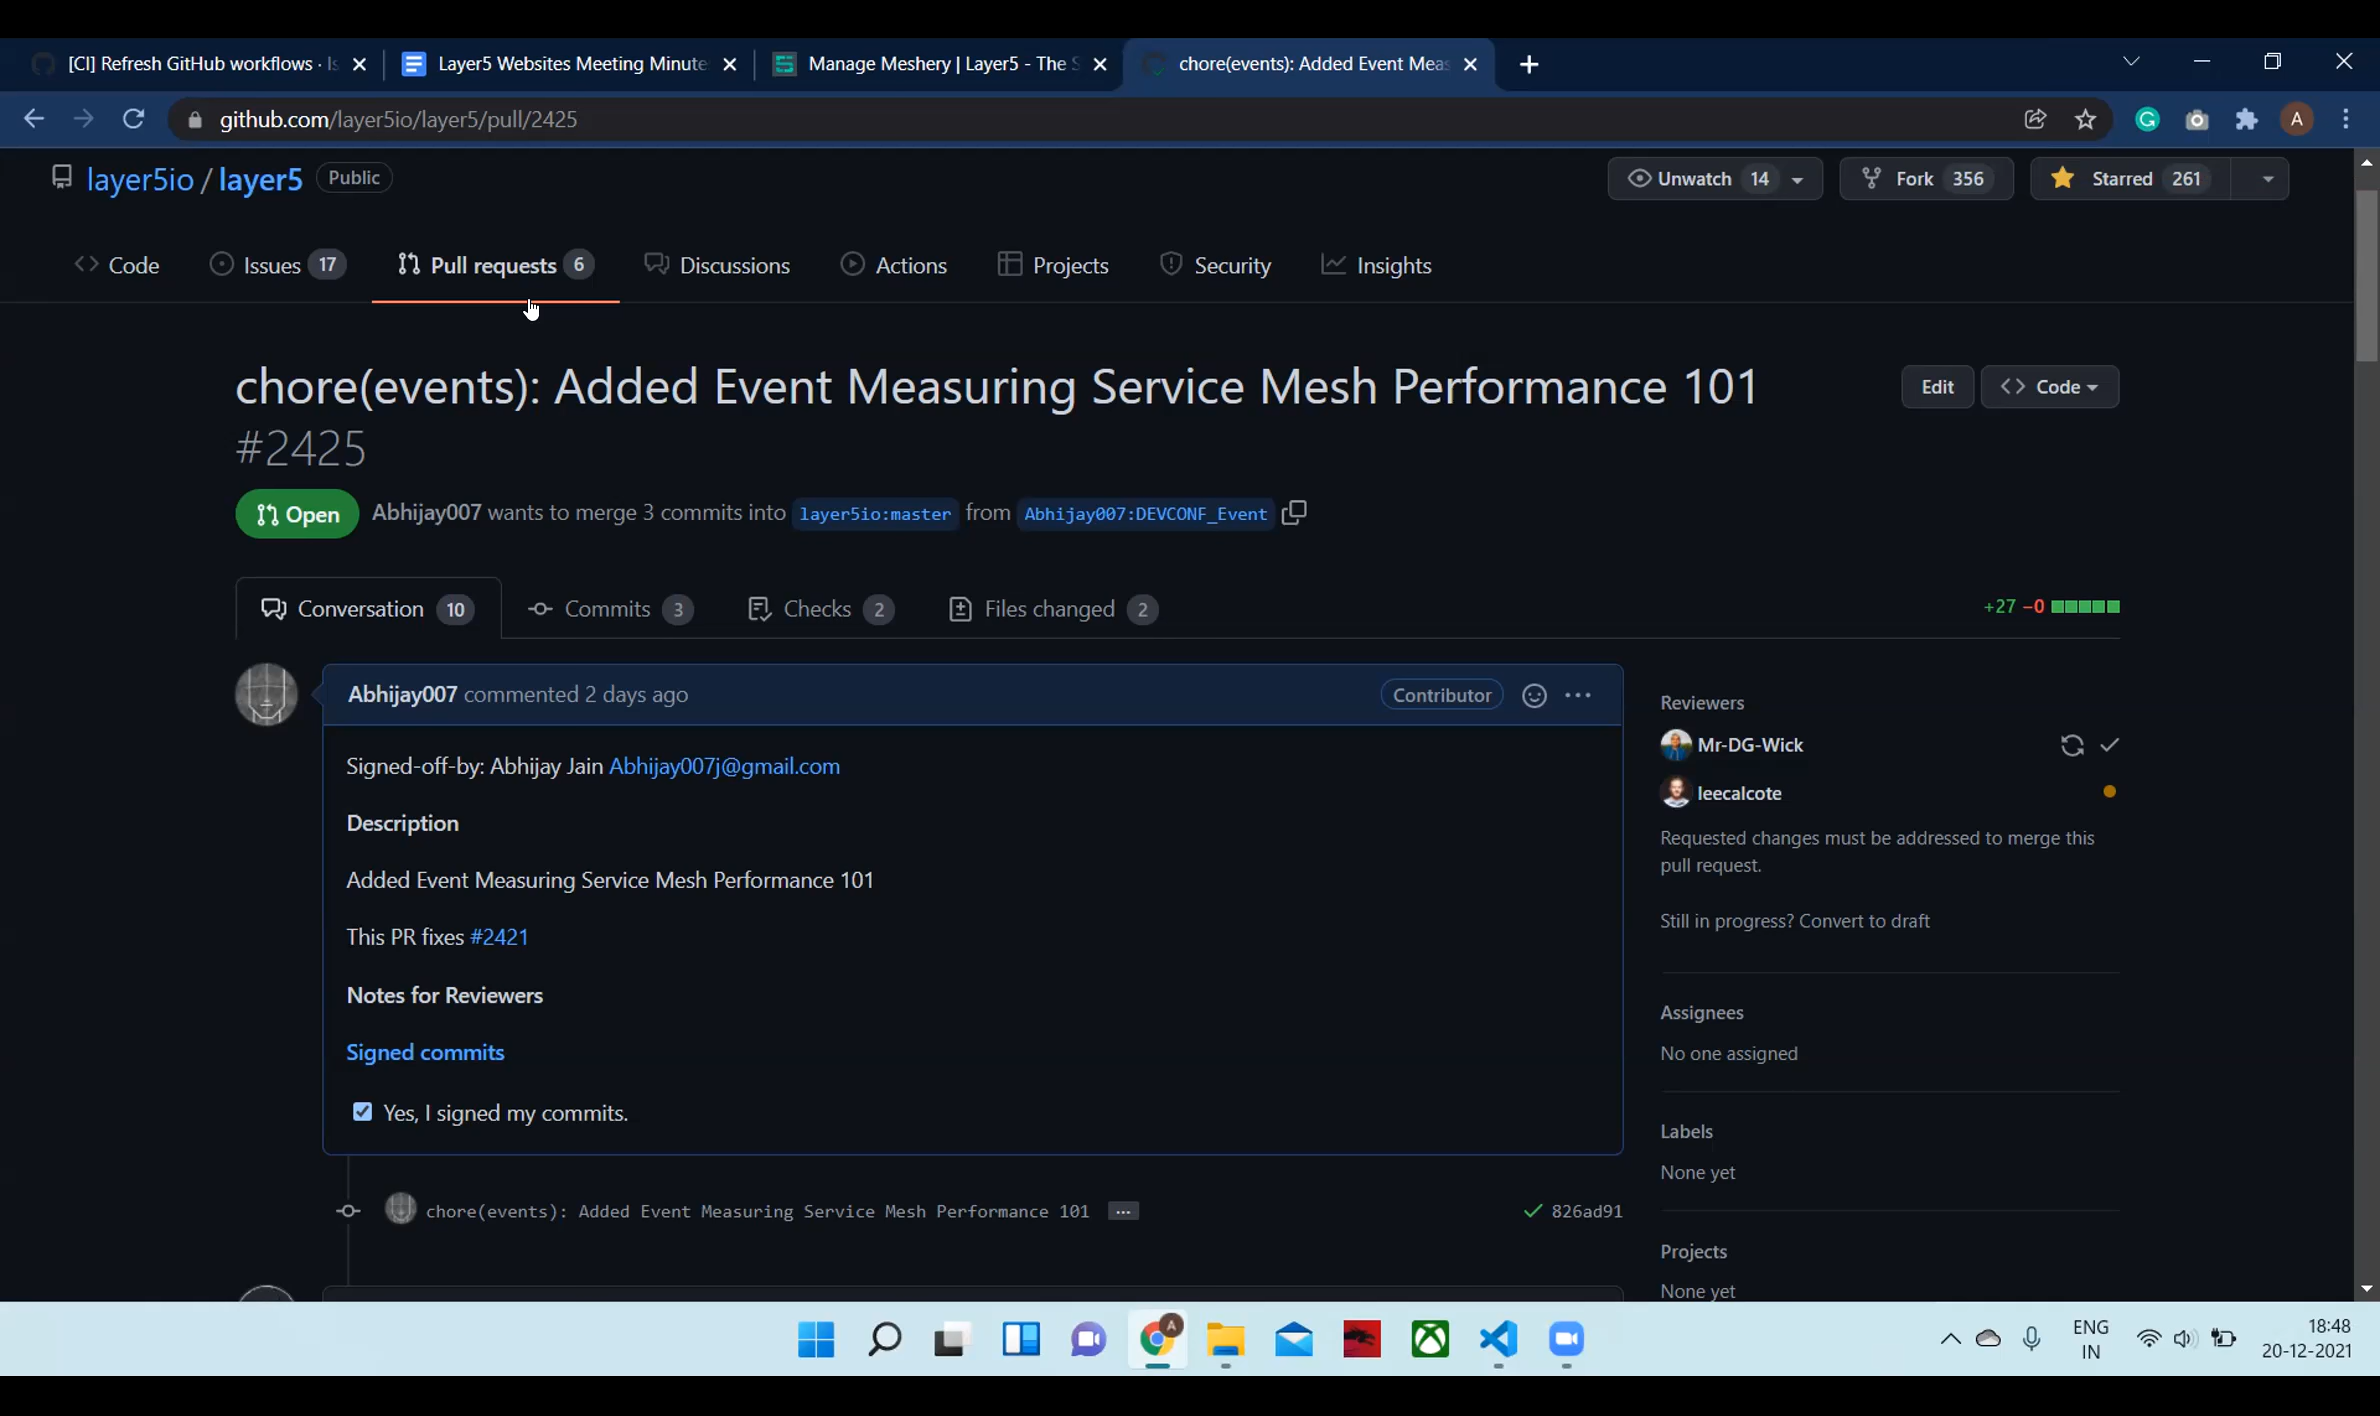 [CI] Refresh GitHub workflows · Is
Layer5 Websites Meeting Minute
Manage Meshery | Layer5 - The S
chore(events): Added Event Meas
github.com/layer5io/layer5/pull/2425
A
layer5io / layer5 Public
Unwatch 14
Fork 356
Starred 261
Code
Issues 17
Pull requests 6
Discussions
Actions
Projects
Security
Insights
chore(events): Added Event Measuring Service Mesh Performance 101
#2425
Edit
Code
Open
Abhijay007 wants to merge 3 commits into layer5io:master from Abhijay007:DEVCONF_Event
Conversation 10
Commits 3
Checks 2
Files changed 2
+27 −0
Abhijay007 commented 2 days ago
Contributor
Signed-off-by: Abhijay Jain Abhijay007j@gmail.com
Description
Added Event Measuring Service Mesh Performance 101
This PR fixes #2421
Notes for Reviewers
Signed commits
Yes, I signed my commits.
chore(events): Added Event Measuring Service Mesh Performance 101
826ad91
Reviewers
Mr-DG-Wick
leecalcote
Requested changes must be addressed to merge this
pull request.
Still in progress? Convert to draft
Assignees
No one assigned
Labels
None yet
Projects
None yet
A
ENG
IN
18:48
20-12-2021